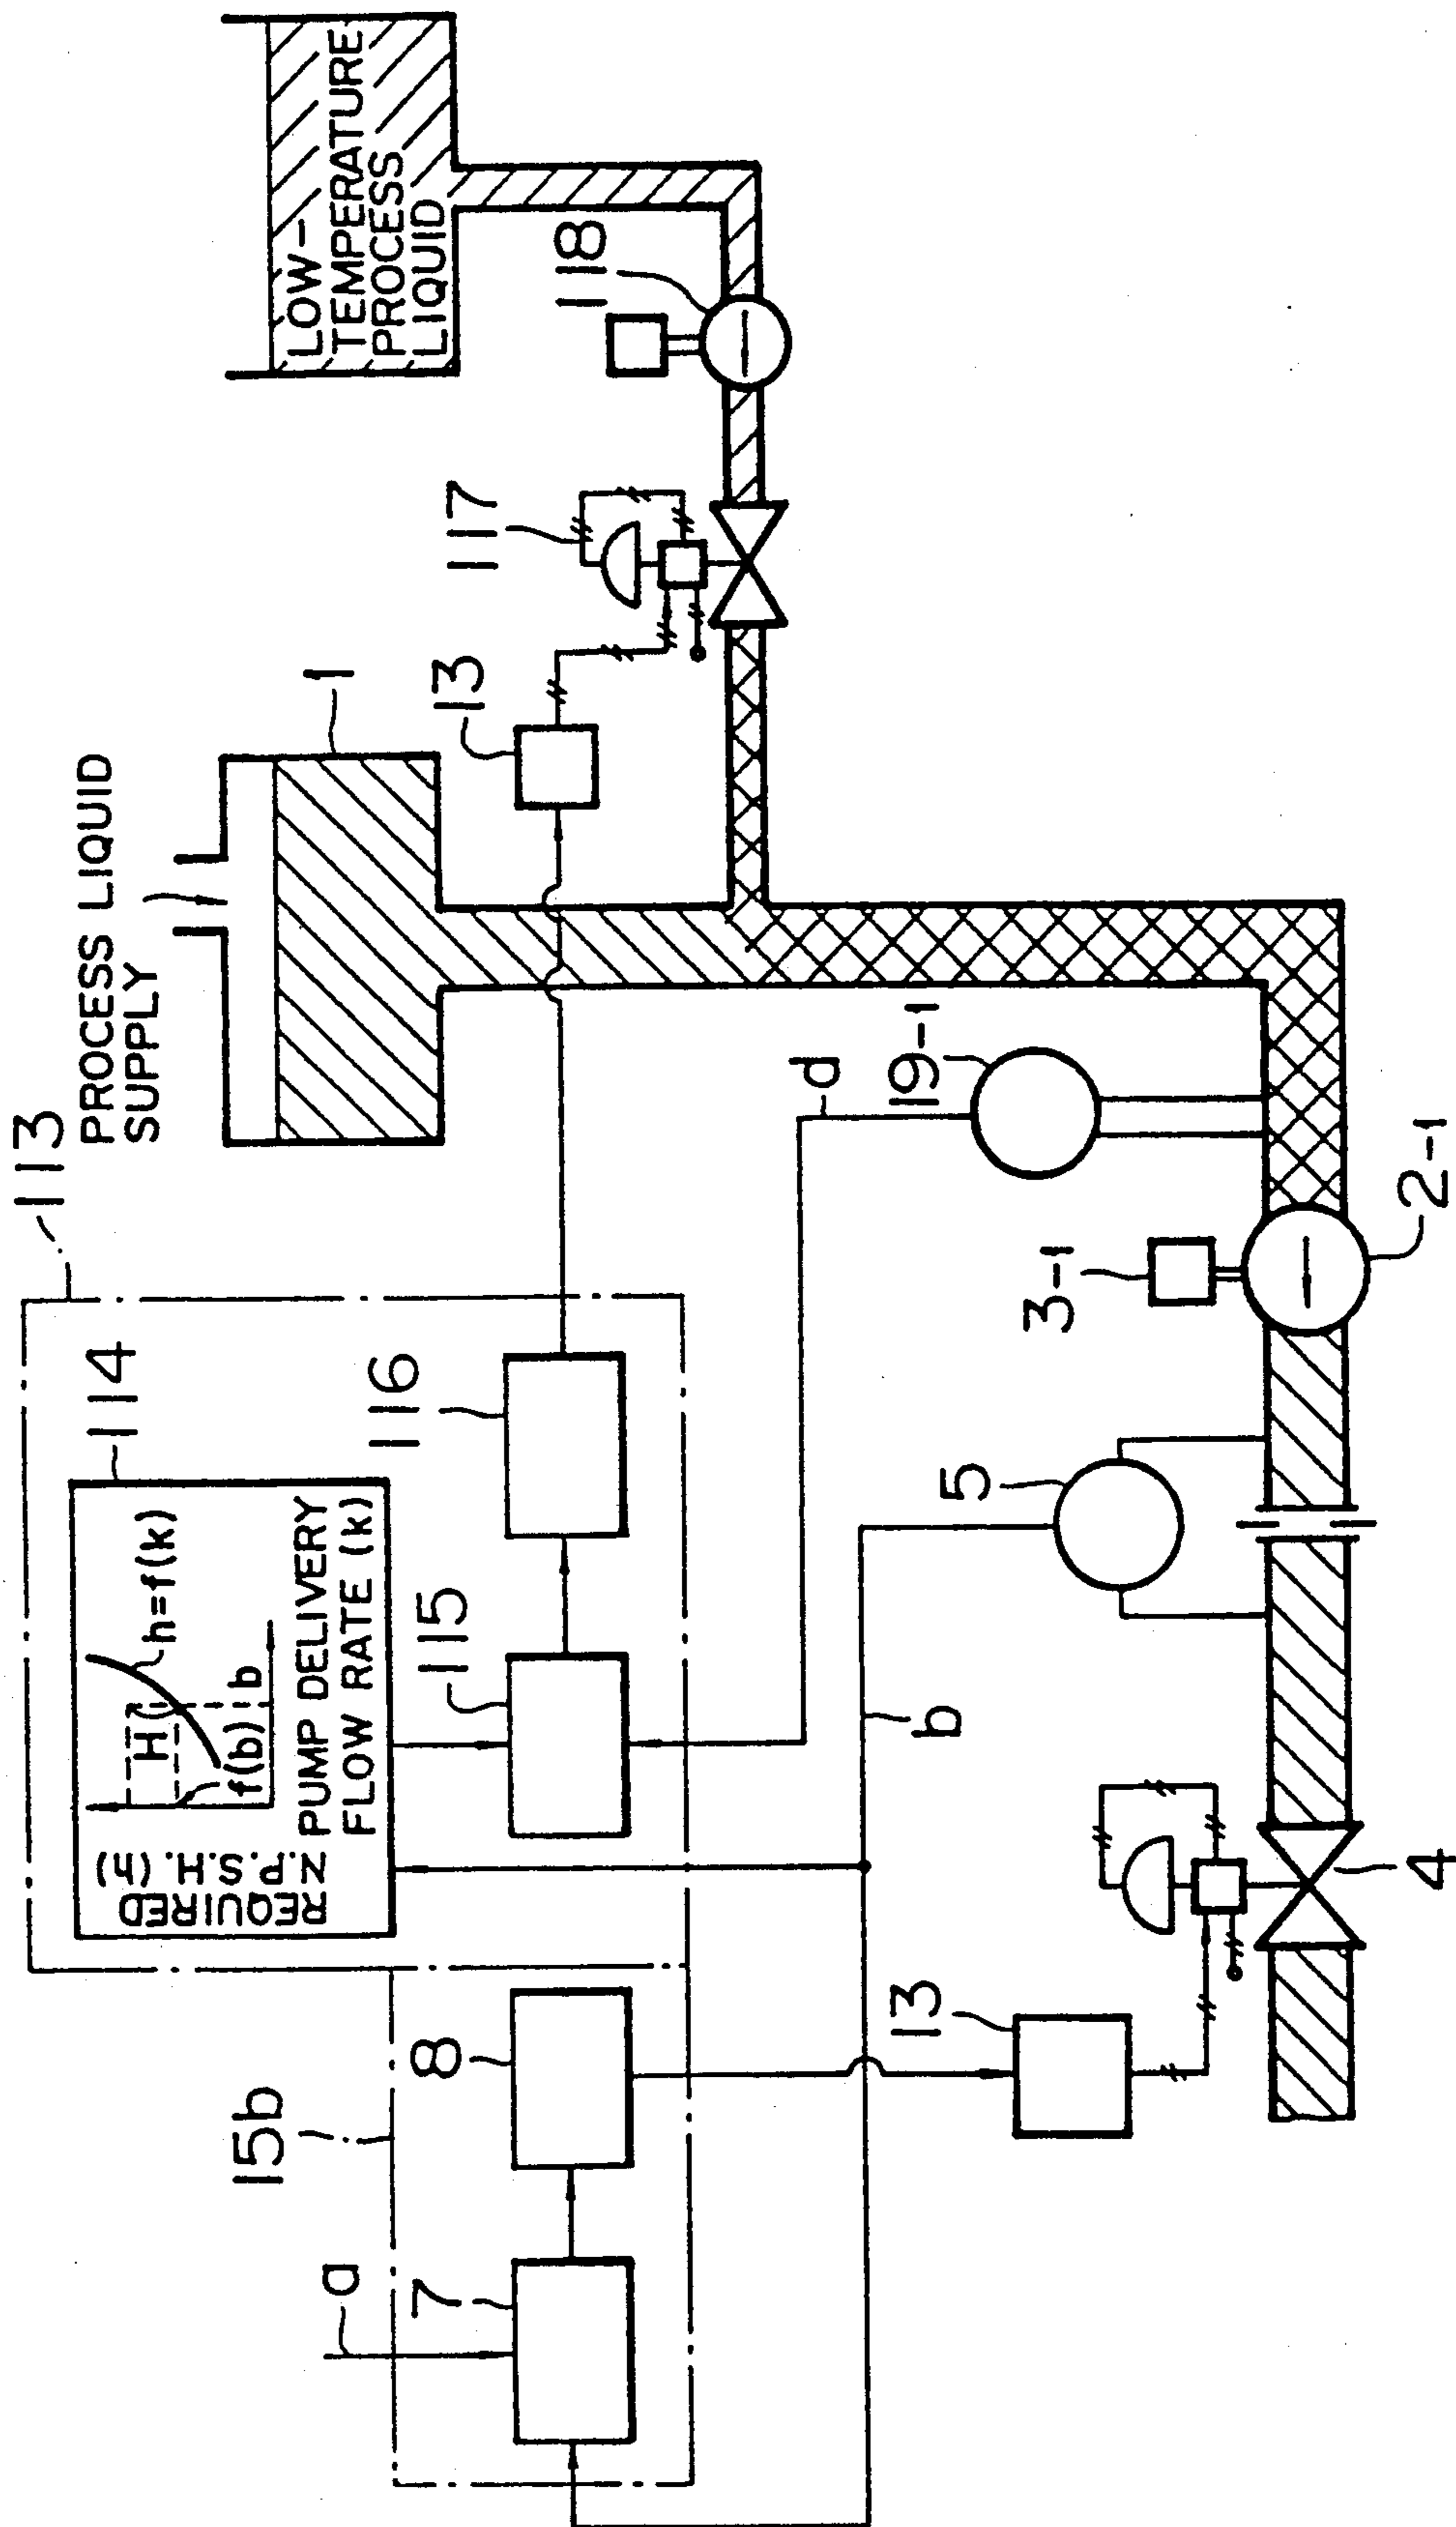 113
PROCESS LIQUID
SUPPLY
1
LOW-
TEMPERATURE
PROCESS
LIQUID
118
117
13
114
h=f(k)
H
f(b)
b
PUMP DELIVERY
FLOW RATE (k)
REQUIRED
N.P.S.H. (h)
116
115
15b
a
7
8
d
19-1
3-1
2-1
5
b
13
4